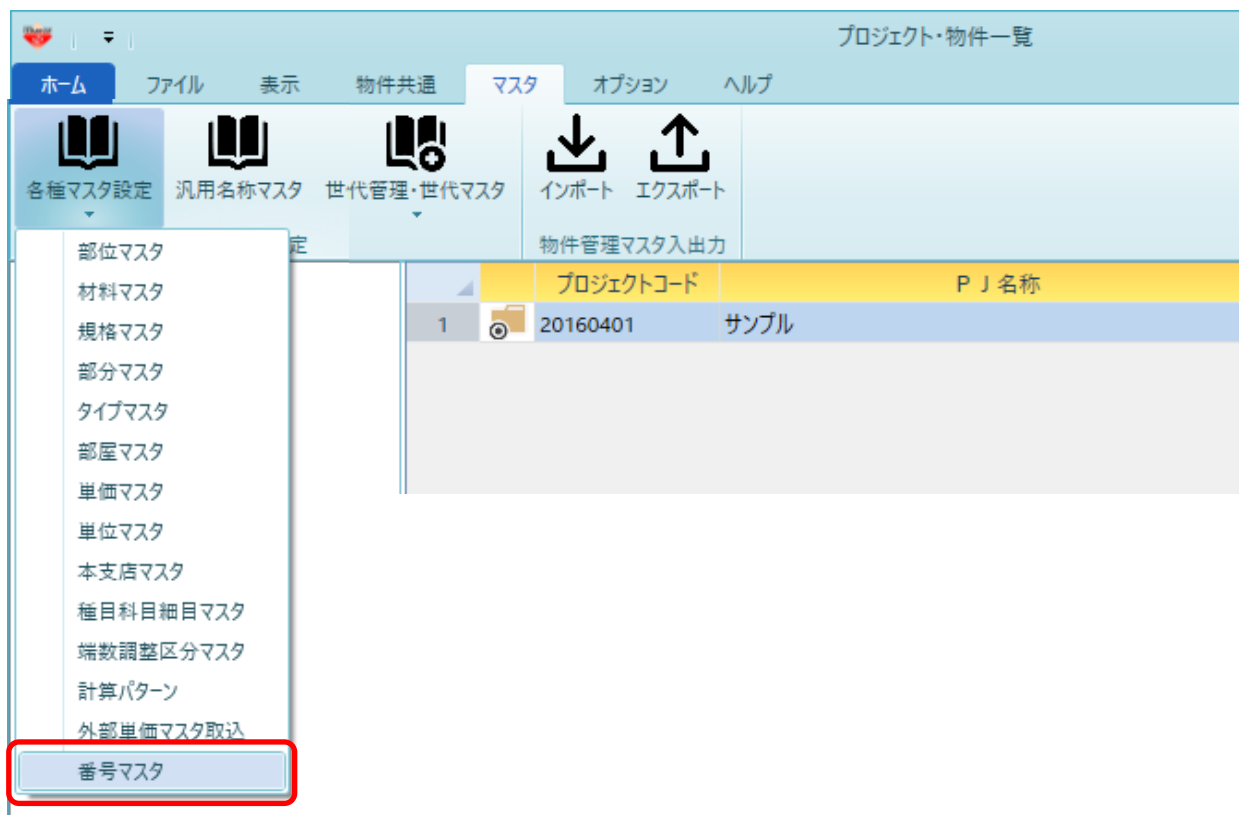 プロジェクト・物件一覧
ホーム ファイル 表示 物件共通 マスタ オプション ヘルプ
各種マスタ設定 汎用名称マスタ 世代管理・世代マスタ インポート エクスポート
定 物件管理マスタ入出力
部位マスタ
材料マスタ
規格マスタ
部分マスタ
タイプマスタ
部屋マスタ
単価マスタ
単位マスタ
本支店マスタ
種目科目細目マスタ
端数調整区分マスタ
計算パターン
外部単価マスタ取込
番号マスタ
プロジェクトコード ＰＪ名称
1 20160401 サンプル